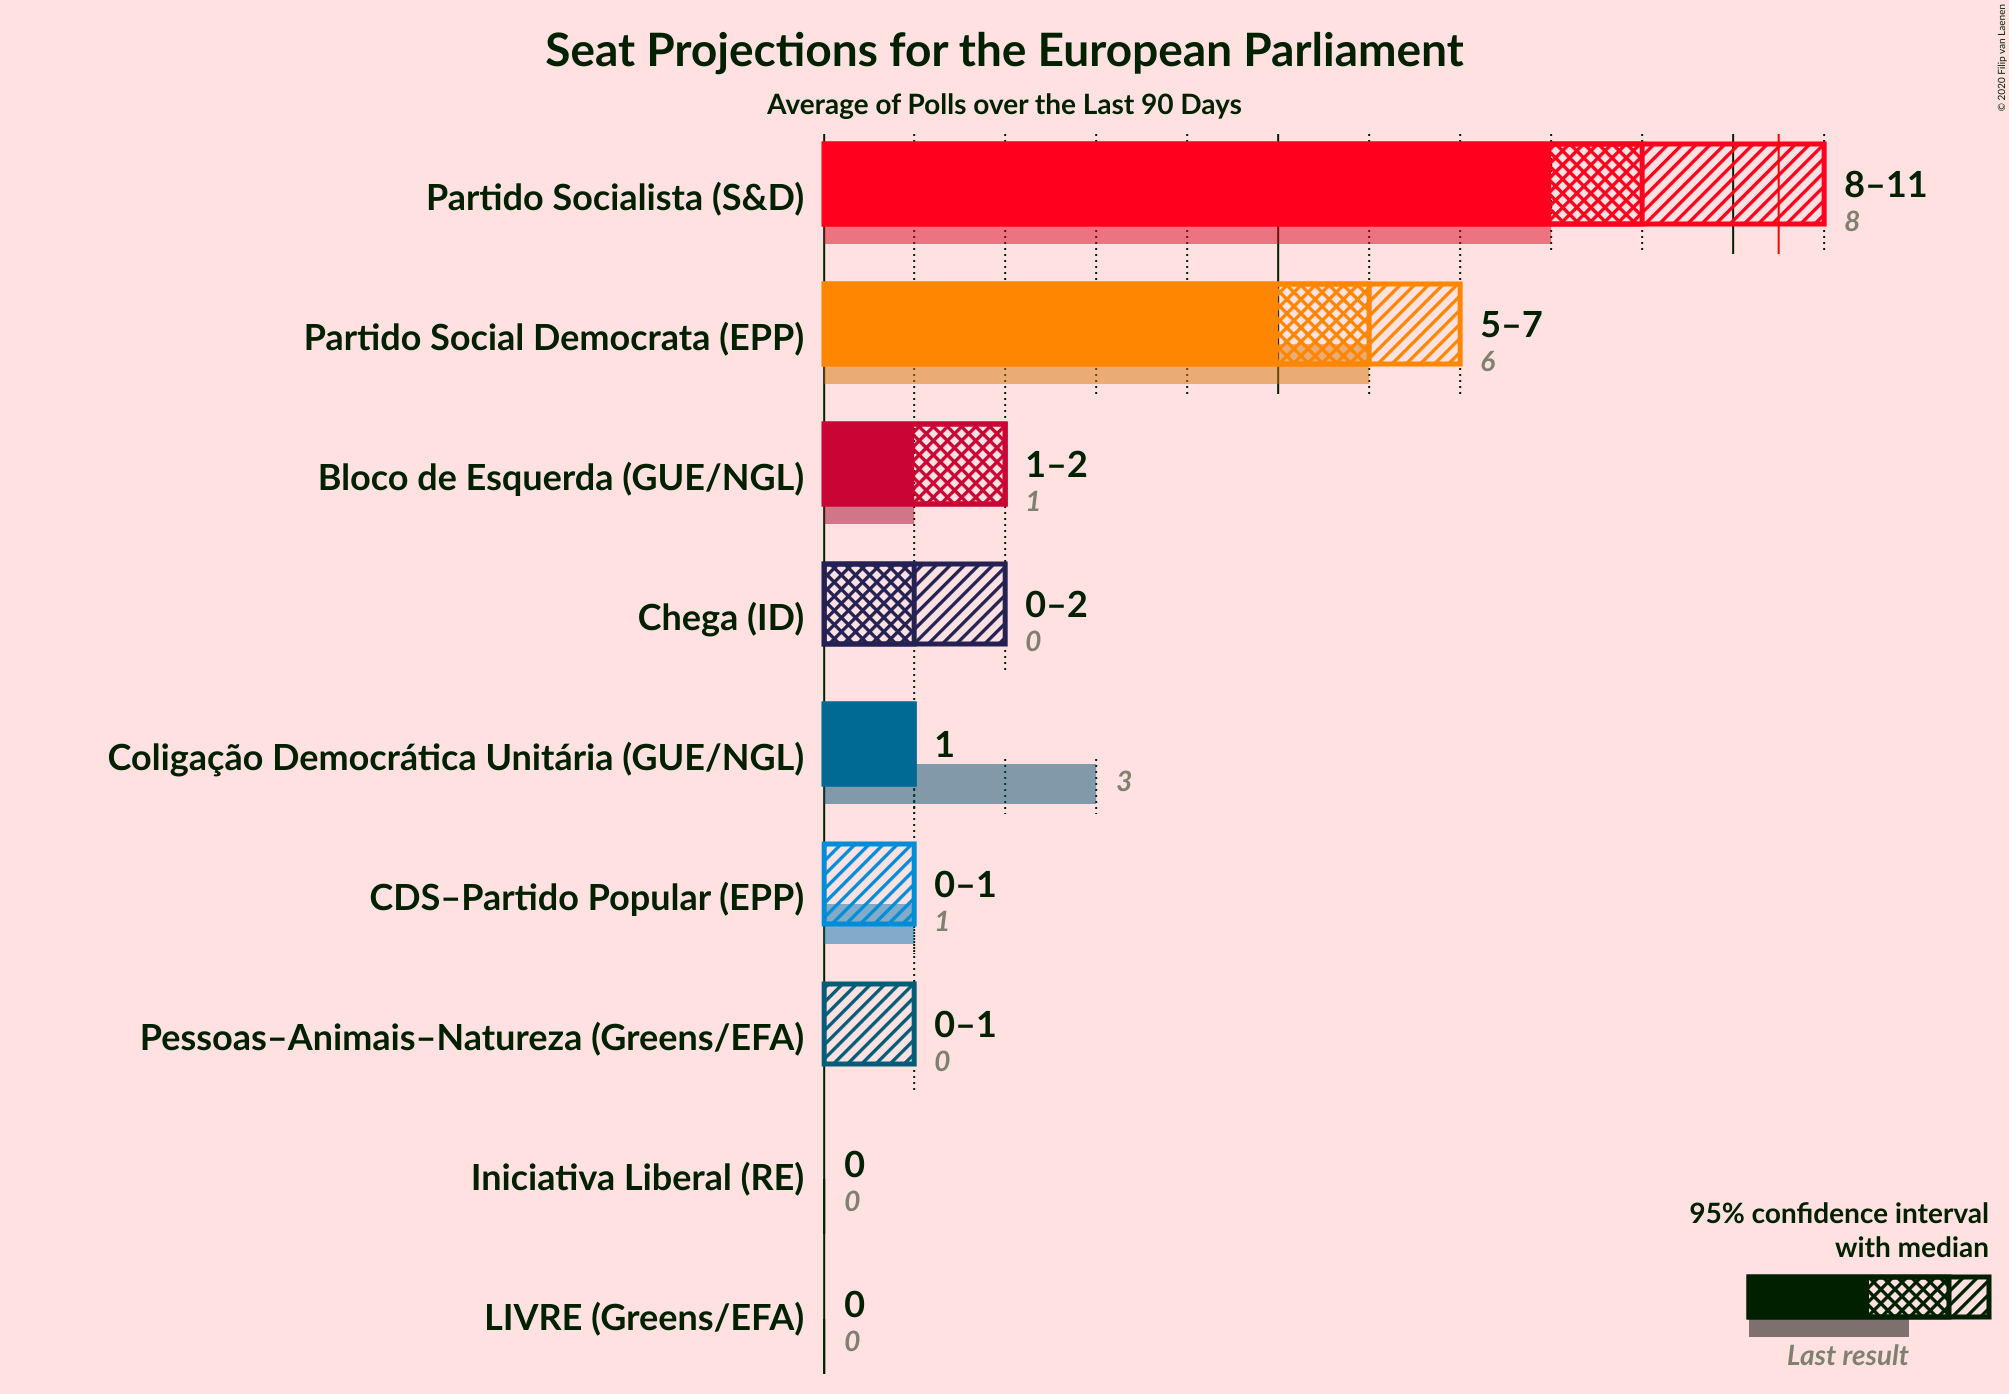 Seat Projections for the European Parliament
Average of Polls over the Last 90 Days
© 2020 Filip van Laenen
Partido Socialista (S&D)
8–11
8
Partido Social Democrata (EPP)
5–7
6
Bloco de Esquerda (GUE/NGL)
1–2
1
Chega (ID)
0–2
0
Coligação Democrática Unitária (GUE/NGL)
1
3
CDS–Partido Popular (EPP)
0–1
1
Pessoas–Animais–Natureza (Greens/EFA)
0–1
0
Iniciativa Liberal (RE)
0
0
LIVRE (Greens/EFA)
0
0
95% confidence interval
with median
Last result